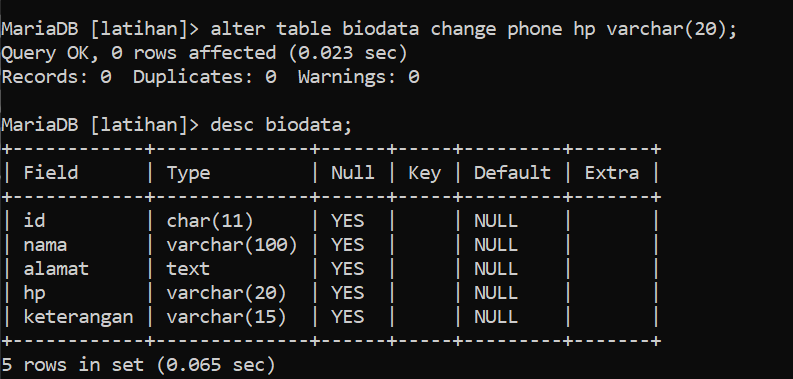 MariaDB [latihan]> alter table biodata change phone hp varchar(20);
Query OK, 0 rows affected (0.023 sec)
Records: 0  Duplicates: 0  Warnings: 0

MariaDB [latihan]> desc biodata;
+------------+--------------+------+-----+---------+-------+
| Field      | Type         | Null | Key | Default | Extra |
+------------+--------------+------+-----+---------+-------+
| id         | char(11)     | YES  |     | NULL    |       |
| nama       | varchar(100) | YES  |     | NULL    |       |
| alamat     | text         | YES  |     | NULL    |       |
| hp         | varchar(20)  | YES  |     | NULL    |       |
| keterangan | varchar(15)  | YES  |     | NULL    |       |
+------------+--------------+------+-----+---------+-------+
5 rows in set (0.065 sec)